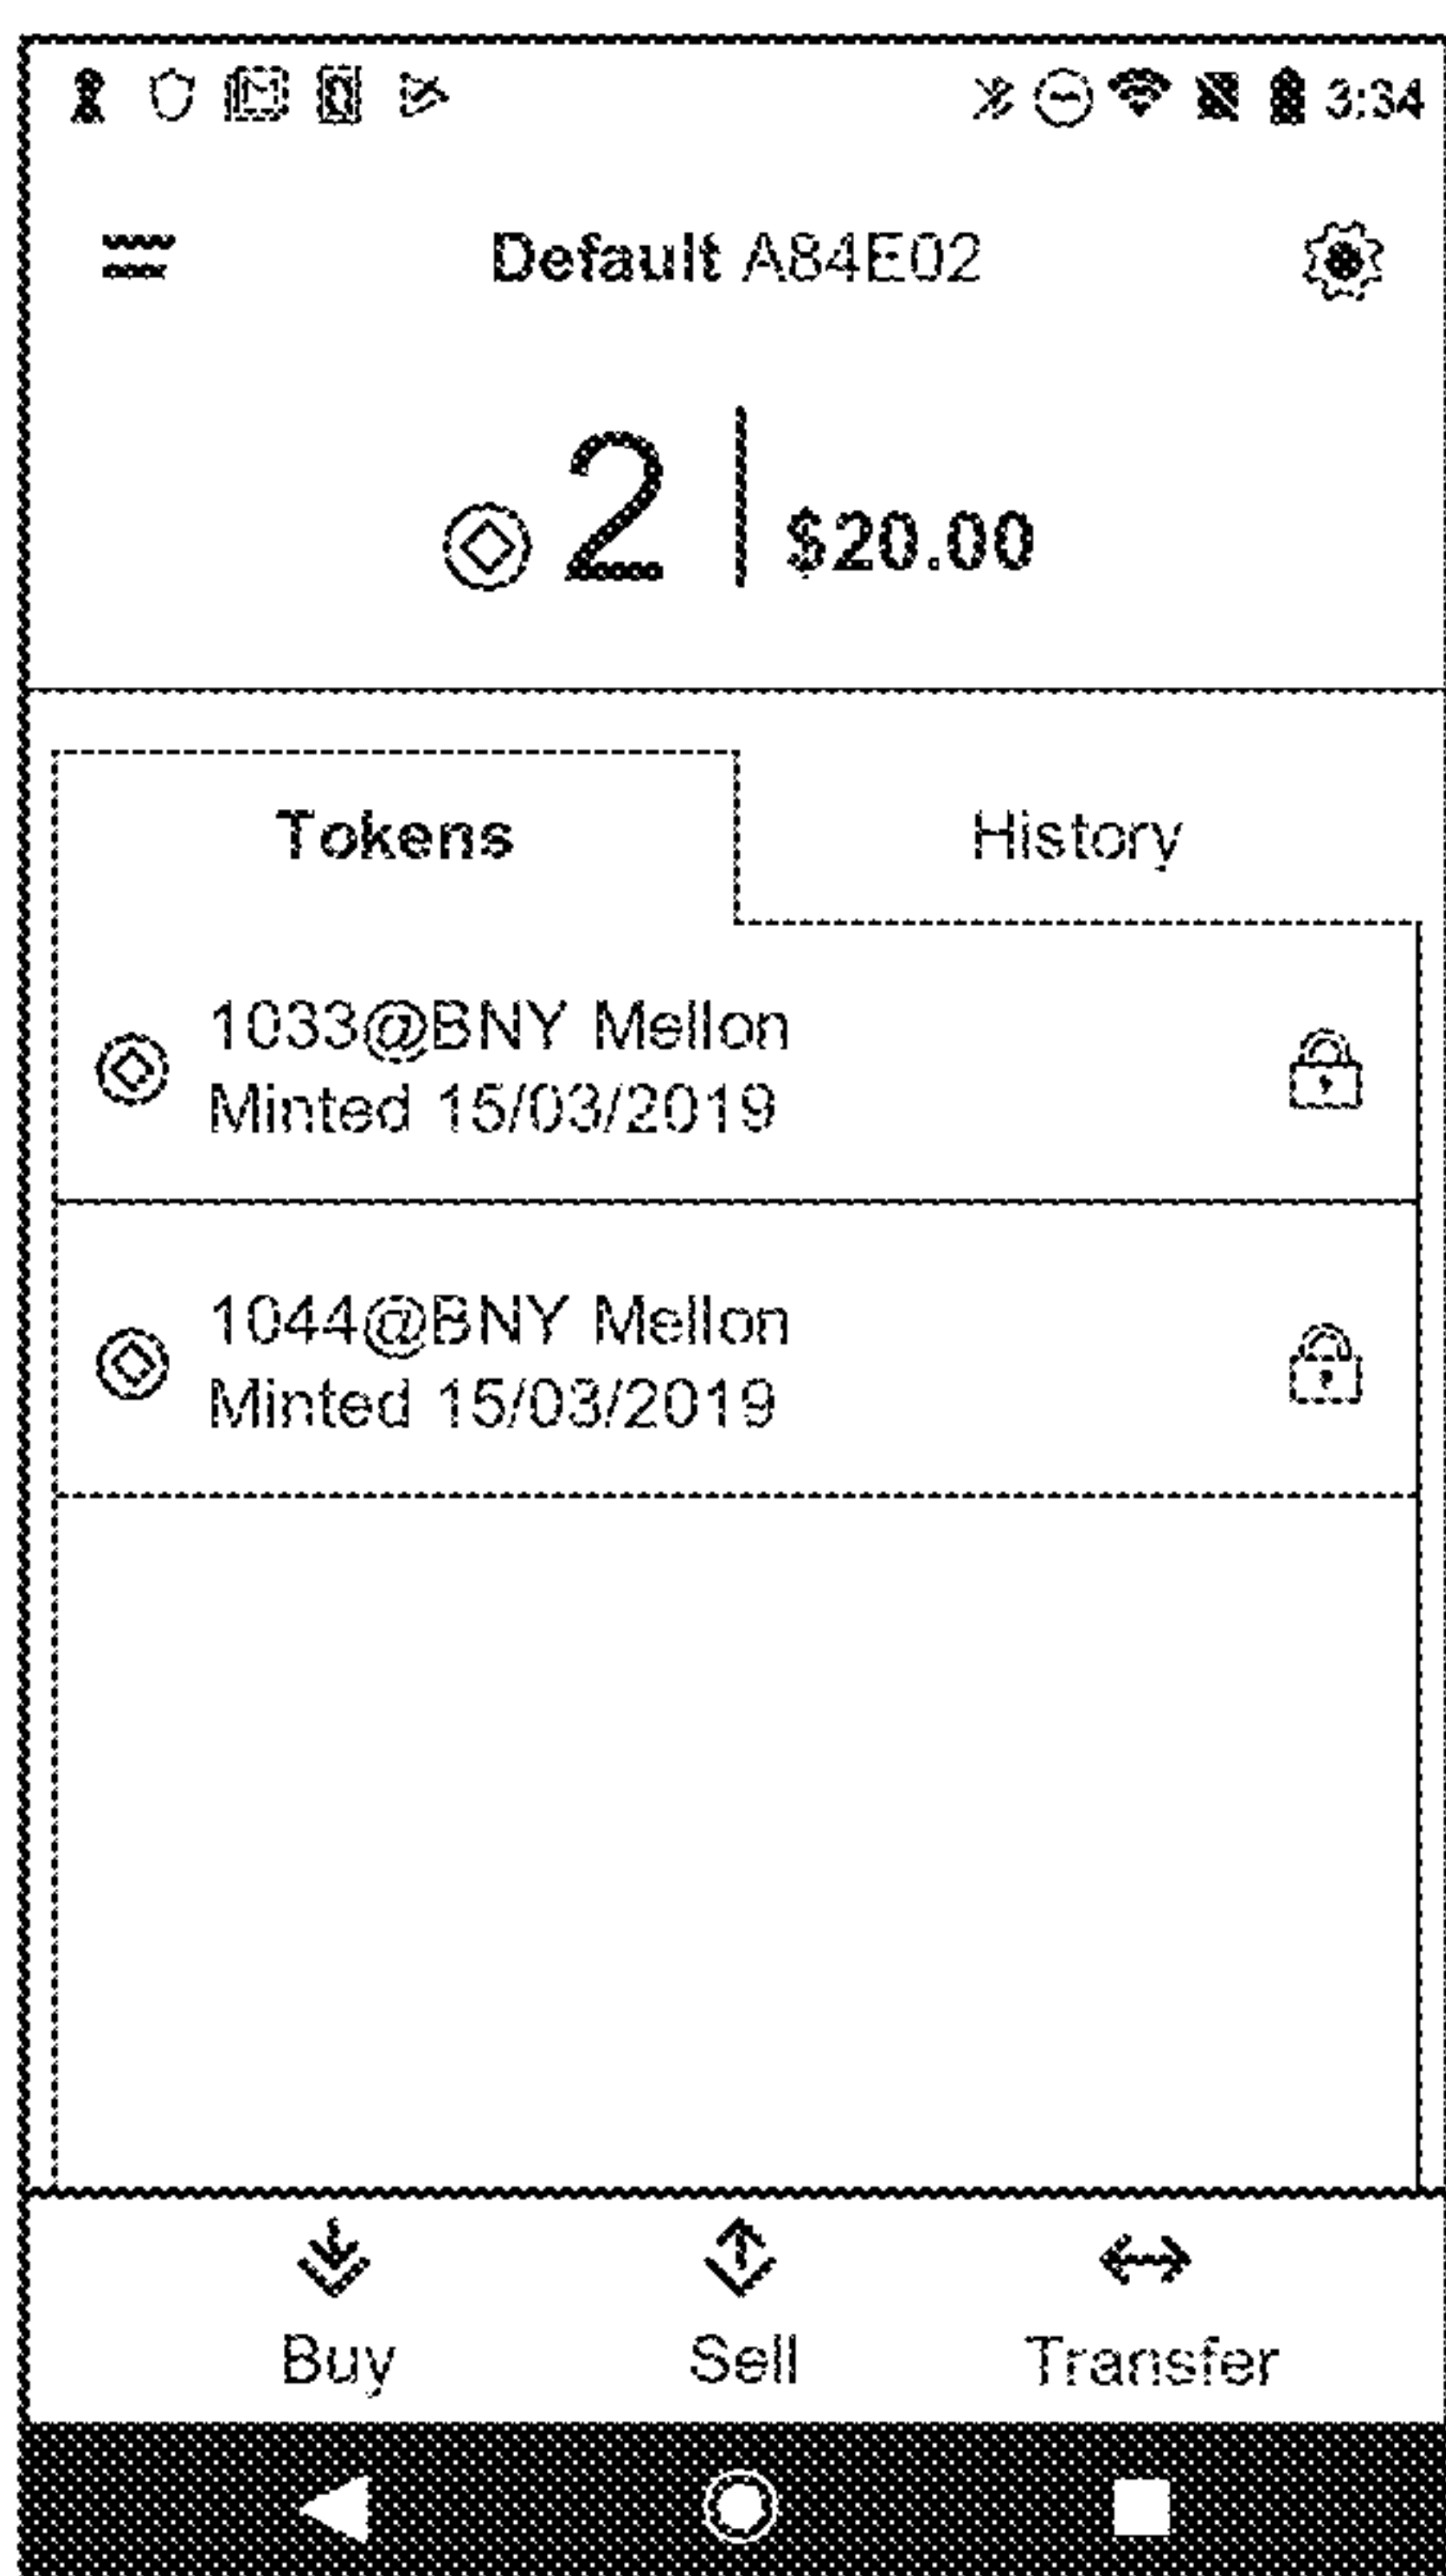 3:34
Default A84E02
2 $20.00
Tokens History
1033@BNY Mellon
Minted 15/03/2019
1044@BNY Mellon
Minted 15/03/2019
Buy Sell Transfer